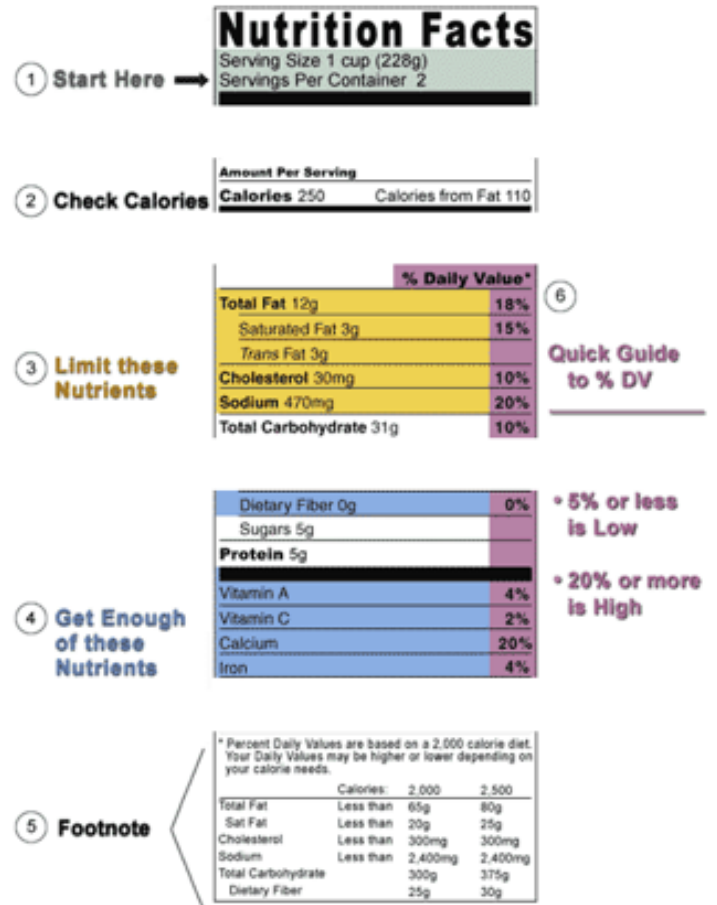 Nutrition Facts
Serving Size 1 cup (228g)
Servings Per Container 2
1 Start Here
Amount Per Serving
Calories 250 Calories from Fat 110
2 Check Calories
% Daily Value*
Total Fat 12g 18%
Saturated Fat 3g 15%
Trans Fat 3g
Cholesterol 30mg 10%
Sodium 470mg 20%
Total Carbohydrate 31g 10%
3 Limit these
Nutrients
6
Quick Guide
to % DV
Dietary Fiber 0g 0%
Sugars 5g
Protein 5g
Vitamin A 4%
Vitamin C 2%
Calcium 20%
Iron 4%
4 Get Enough
of these
Nutrients
• 5% or less
is Low
• 20% or more
is High
* Percent Daily Values are based on a 2,000 calorie diet.
Your Daily Values may be higher or lower depending on
your calorie needs.
Calories: 2,000 2,500
Total Fat Less than 65g 80g
Sat Fat Less than 20g 25g
Cholesterol Less than 300mg 300mg
Sodium Less than 2,400mg 2,400mg
Total Carbohydrate 300g 375g
Dietary Fiber 25g 30g
5 Footnote